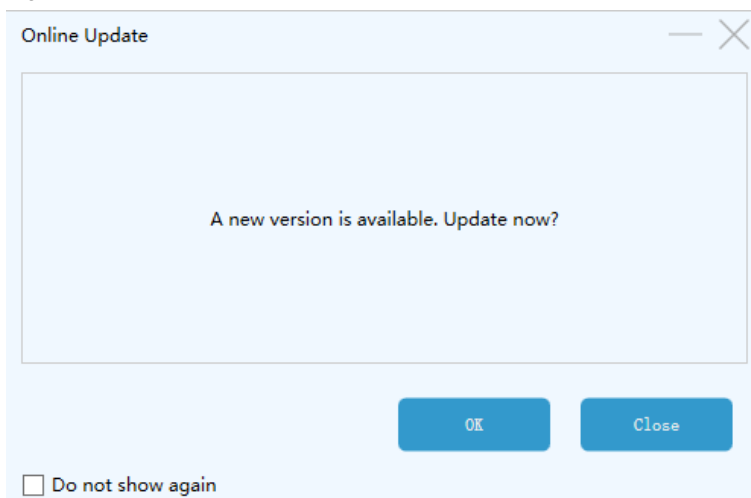 Online Update
A new version is available. Update now?
OK
Close
Do not show again